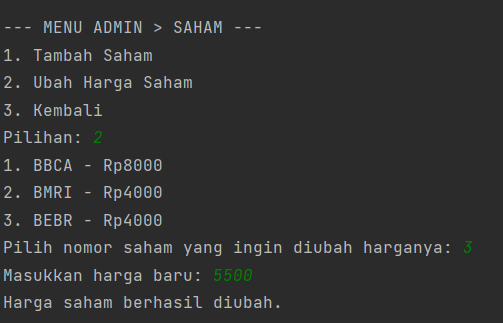 --- MENU ADMIN > SAHAM ---
1. Tambah Saham
2. Ubah Harga Saham
3. Kembali
Pilihan: 2
1. BBCA - Rp8000
2. BMRI - Rp4000
3. BEBR - Rp4000
Pilih nomor saham yang ingin diubah harganya: 3
Masukkan harga baru: 5500
Harga saham berhasil diubah.